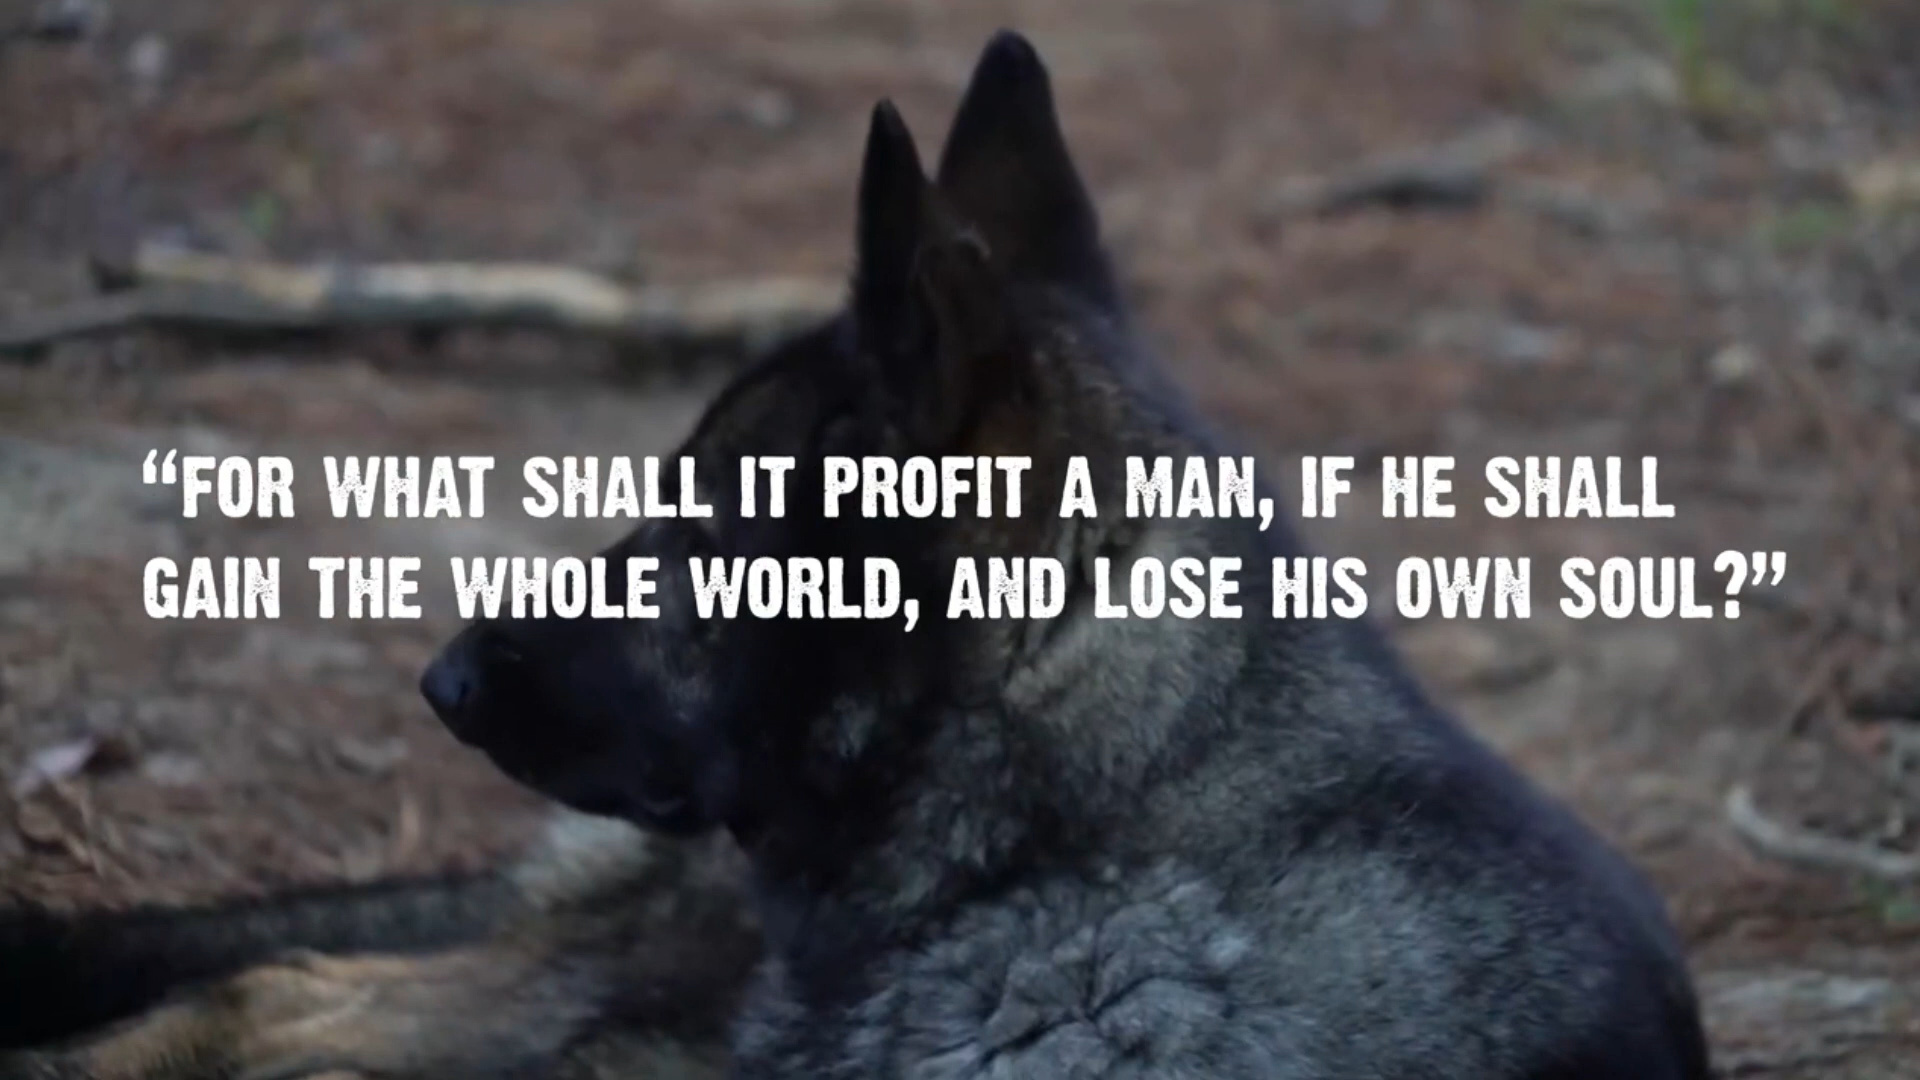 “FOR WHAT SHALL IT PROFIT A MAN, IF HE SHALL
GAIN THE WHOLE WORLD, AND LOSE HIS OWN SOUL?”